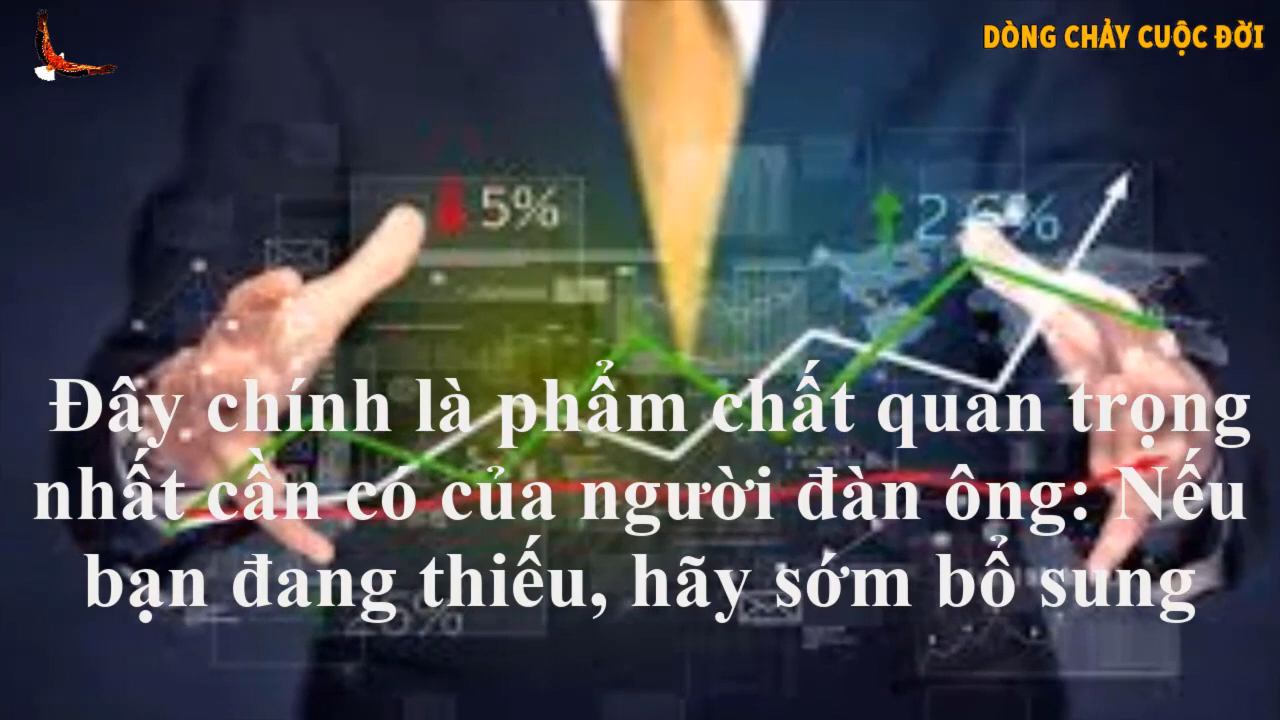 DÒNG CHẢY CUỘC ĐỜI
5%
Đây chính là phẩm chất quan trọng
nhất cần có của người đàn ông: Nếu
bạn đang thiếu, hãy sớm bổ sung